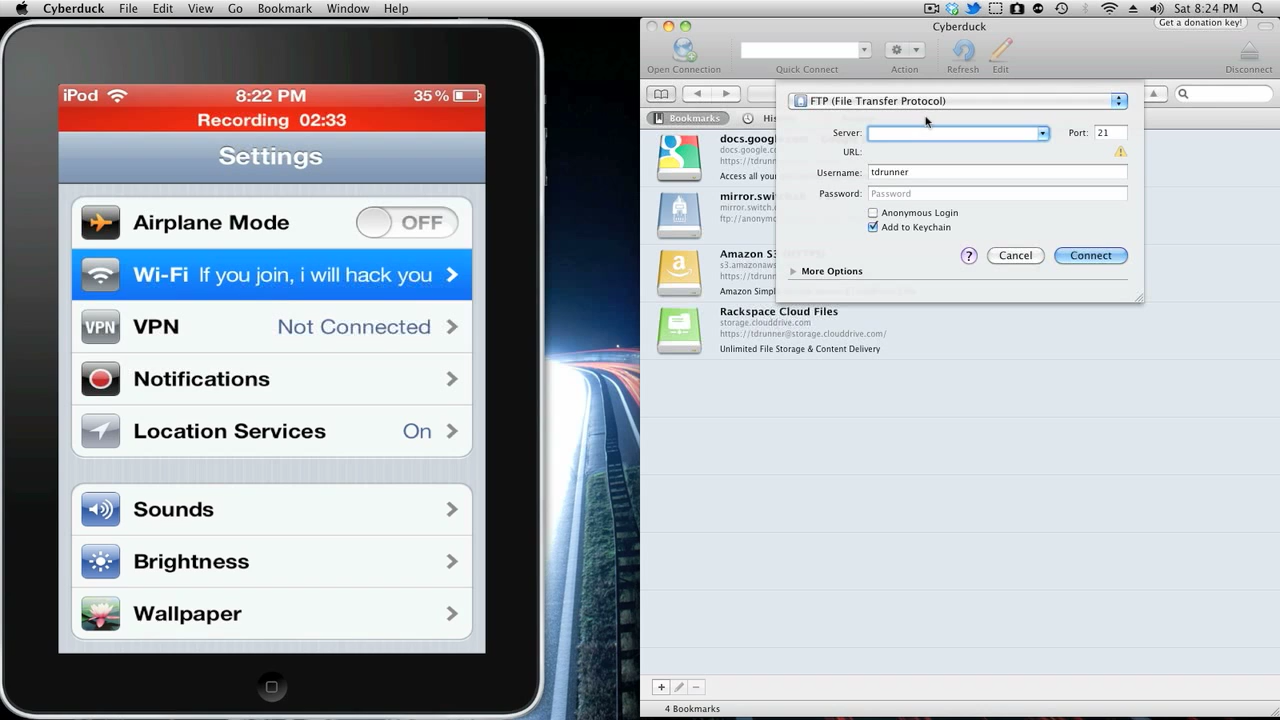 Cyberduck File Edit View Go Bookmark Window Help Sat 8:24 PM
iPod 8:22 PM 35%
Recording 02:33
Settings
Airplane Mode OFF
Wi-Fi If you join, i will hack you
VPN VPN Not Connected
Notifications
Location Services On
Sounds
Brightness
Wallpaper
Cyberduck
Get a donation key!
Open Connection Quick Connect Action Refresh Edit Disconnect
Bookmarks His
FTP (File Transfer Protocol)
Server: Port: 21
URL:
Username: tdrunner
Password: Password
Anonymous Login
Add to Keychain
? Cancel Connect
More Options
docs.google
docs.google.c
https://tdrunn
Access all you
mirror.sw
mirror.switch.
ftp://anonym
Amazon S3
s3.amazonaws
https://tdrun
Amazon Simpl
Rackspace Cloud Files
storage.clouddrive.com
https://tdrunner@storage.clouddrive.com/
Unlimited File Storage & Content Delivery
4 Bookmarks